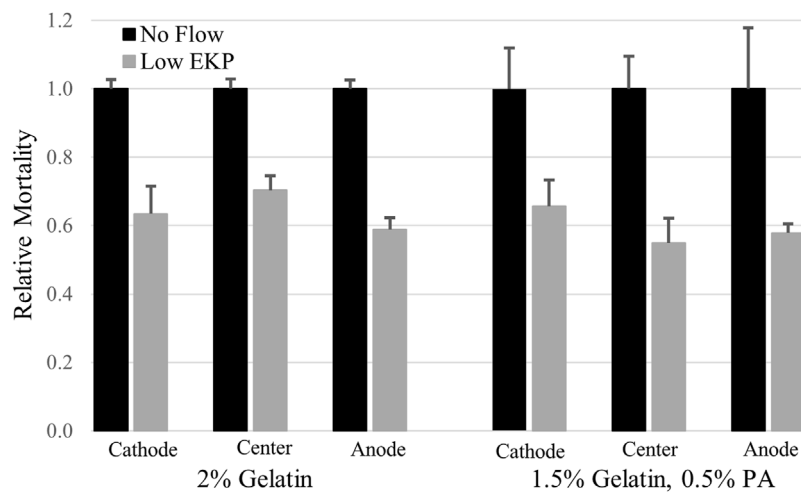 1.2
1.0
0.8
0.6
0.4
0.2
0.0
Relative Mortality
No Flow
Low EKP
Cathode Center Anode Cathode Center Anode
2% Gelatin 1.5% Gelatin, 0.5% PA